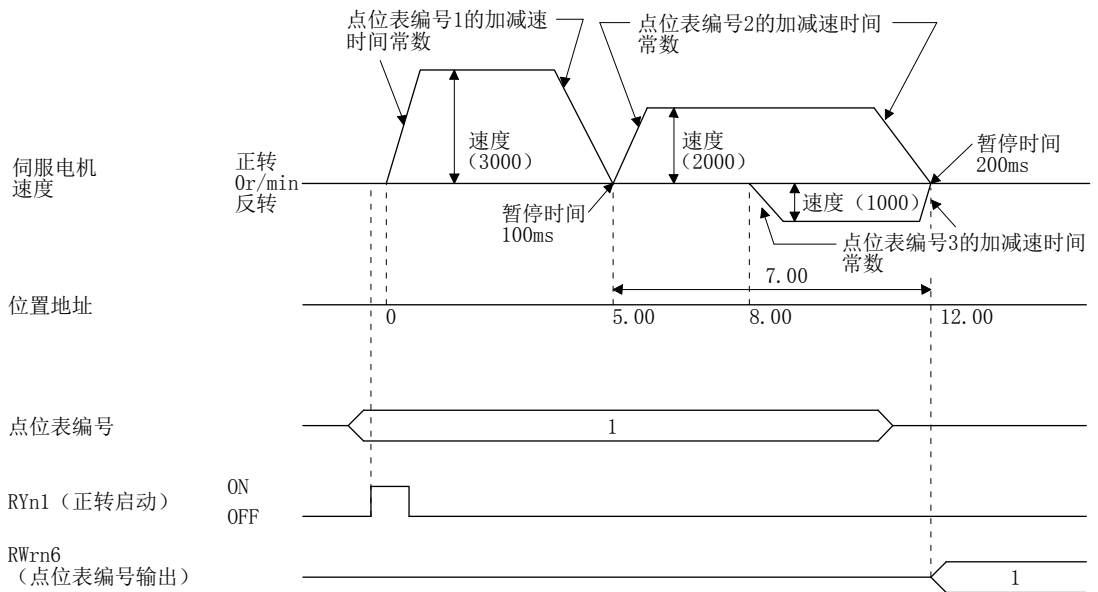 点位表编号1的加减速
时间常数
点位表编号2的加减速时间
常数
伺服电机
速度
正转
0r/min
反转
速度
（3000）
速度
（2000）
暂停时间
200ms
暂停时间
100ms
速度（1000）
点位表编号3的加减速时间
常数
7.00
位置地址
0
5.00
8.00
12.00
点位表编号
1
RYn1（正转启动）
ON
OFF
RWrn6
（点位表编号输出）
1